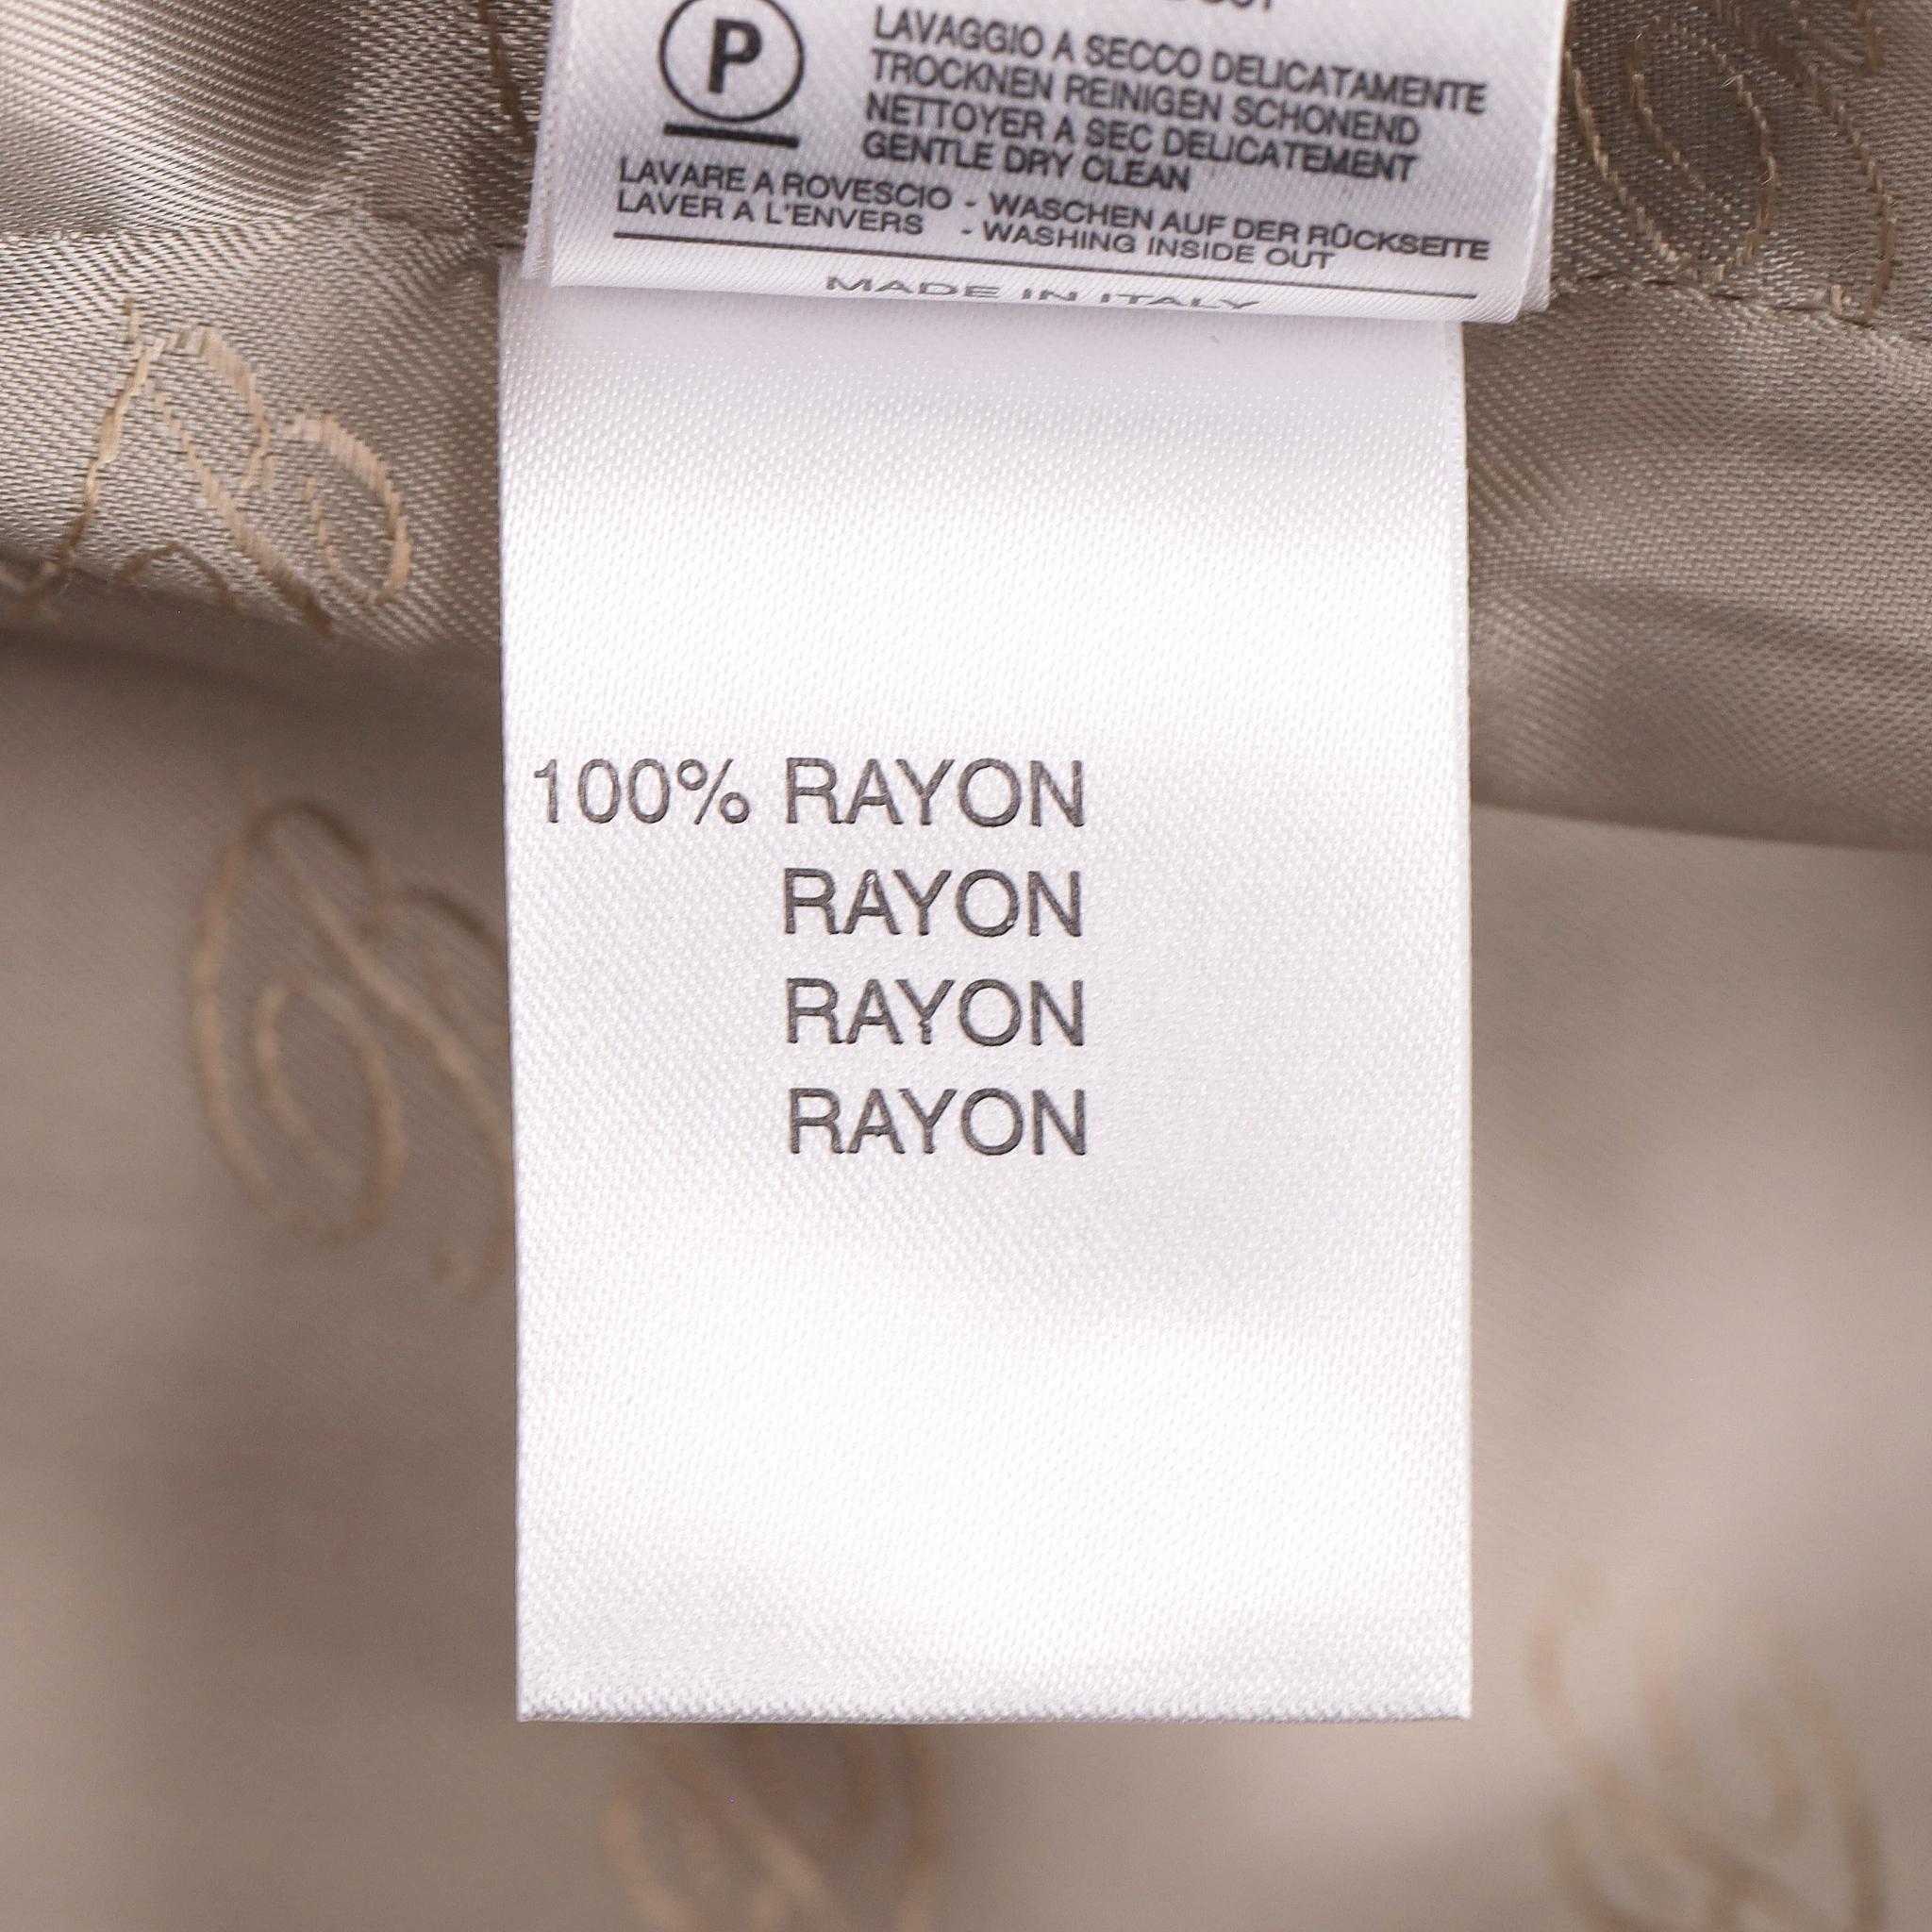 P
LAVAGGIO A SECCO DELICATAMENTE
TROCKNEN REINIGEN SCHONEND
NETTOYER A SEC DELICATEMENT
GENTLE DRY CLEAN
LAVARE A ROVESCIO - WASCHEN AUF DER RÜCKSEITE
LAVER A L'ENVERS - WASHING INSIDE OUT
MADE IN ITALY
100% RAYON
RAYON
RAYON
RAYON